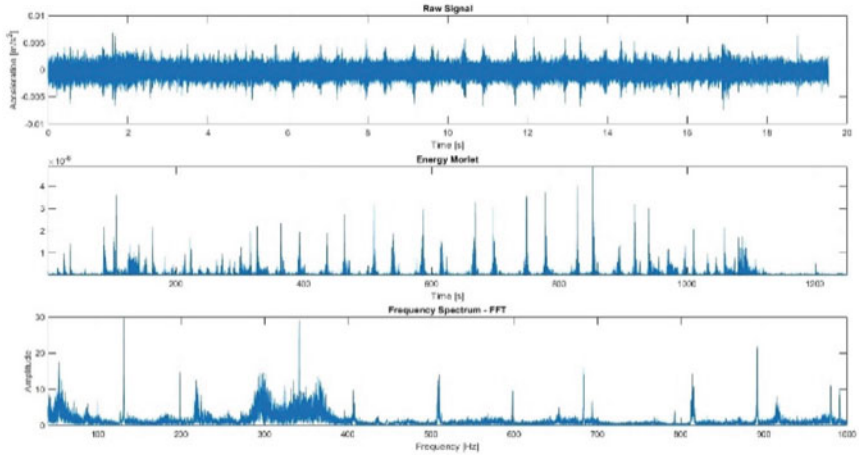 Raw Signal
0.01
0.005
0
-0.005
-0.01
Acceleration [m/s²]
0 2 4 6 8 10 12 14 16 18 20
Time [s]
Energy Morlet
4
3
2
1
200 400 600 800 1000 1200
Time [s]
Frequency Spectrum - FFT
30
20
10
0
Amplitude
100 200 300 400 500 600 700 800 900 1000
Frequency [Hz]